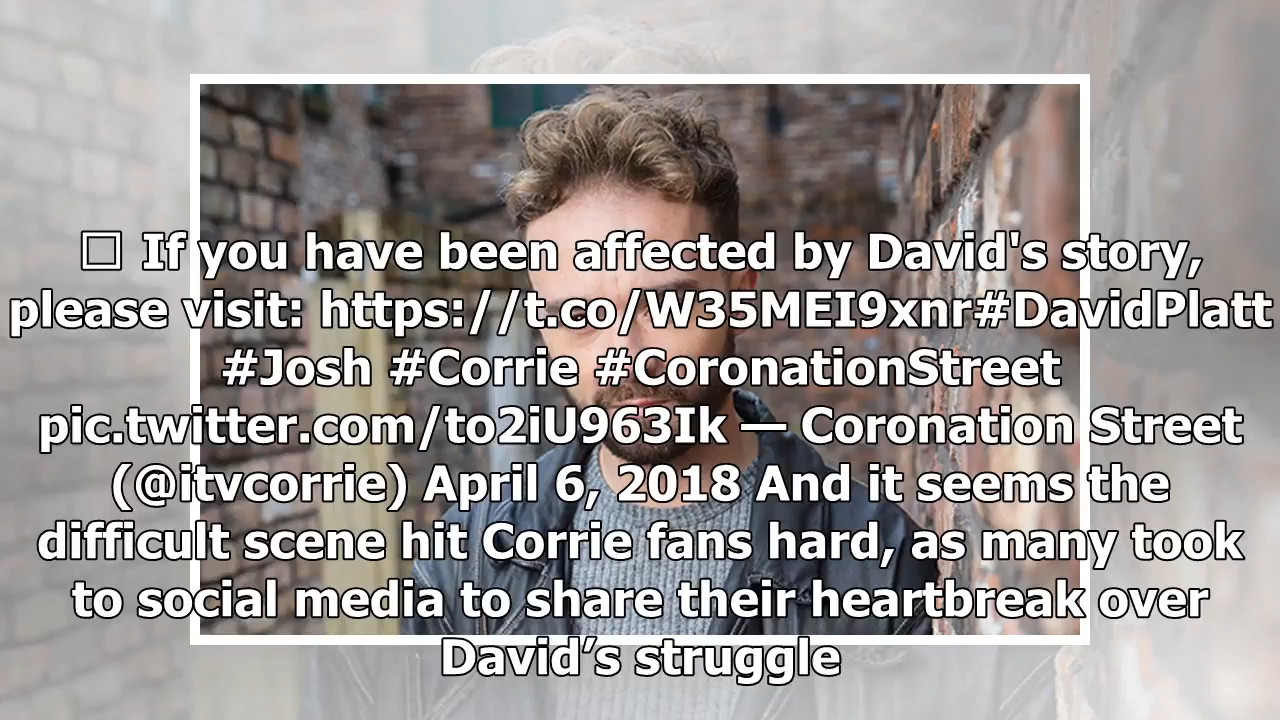 □ If you have been affected by David's story,
please visit: https://t.co/W35MEI9xnr#DavidPlatt
#Josh #Corrie #CoronationStreet
pic.twitter.com/to2iU963Ik — Coronation Street
(@itvcorrie) April 6, 2018 And it seems the
difficult scene hit Corrie fans hard, as many took
to social media to share their heartbreak over
David’s struggle